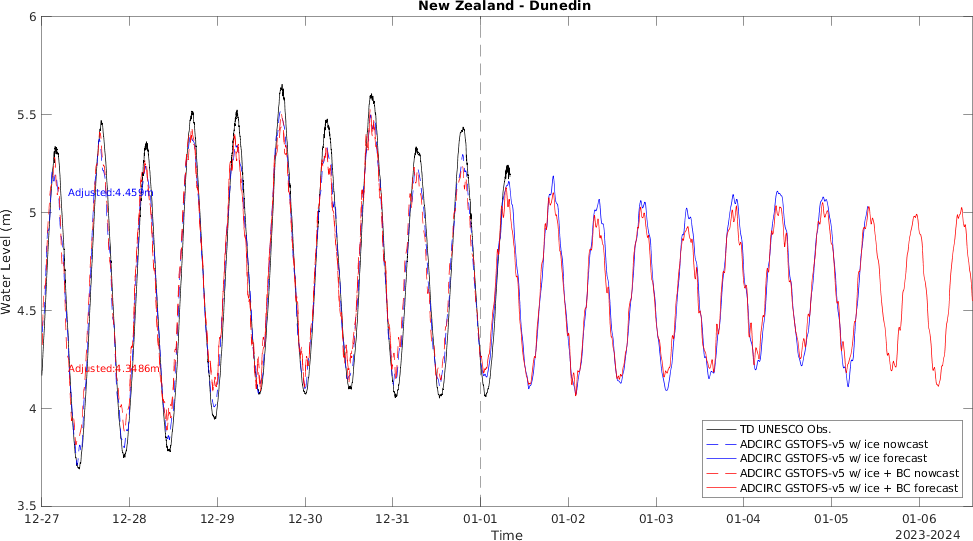 New Zealand - Dunedin
6
5.5
5
4.5
4
3.5
Water Level (m)
Adjusted:4.459m
Adjusted:4.3486m
TD UNESCO Obs.
ADCIRC GSTOFS-v5 w/ ice nowcast
ADCIRC GSTOFS-v5 w/ ice forecast
ADCIRC GSTOFS-v5 w/ ice + BC nowcast
ADCIRC GSTOFS-v5 w/ ice + BC forecast
12-27 12-28 12-29 12-30 12-31 01-01 01-02 01-03 01-04 01-05 01-06
Time
2023-2024